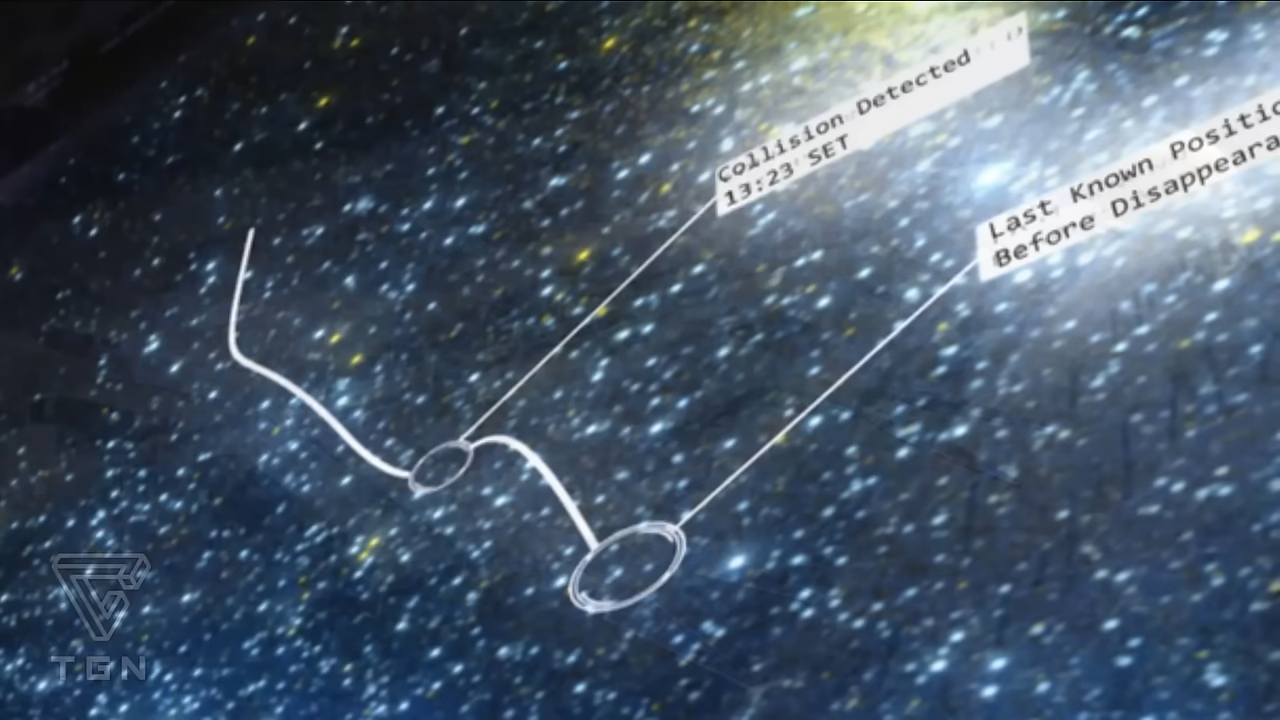 Collision Detected
13:23 SET
Last Known Positio
Before Disappeara
TGN